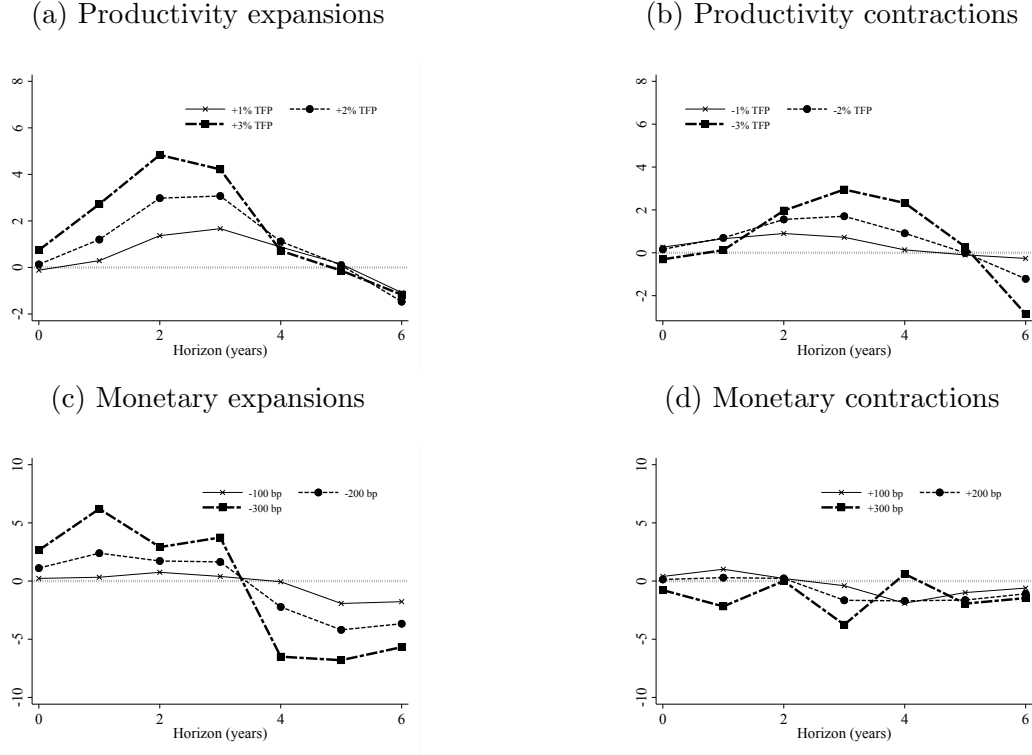 (a) Productivity expansions
8
6
4
2
0
-2
+1% TFP +2% TFP
+3% TFP
0 2 4 6
Horizon (years)
(b) Productivity contractions
8
6
4
2
0
-2
-1% TFP -2% TFP
-3% TFP
0 2 4 6
Horizon (years)
(c) Monetary expansions
10
5
0
-5
-10
-100 bp -200 bp
-300 bp
0 2 4 6
Horizon (years)
(d) Monetary contractions
10
5
0
-5
-10
+100 bp +200 bp
+300 bp
0 2 4 6
Horizon (years)